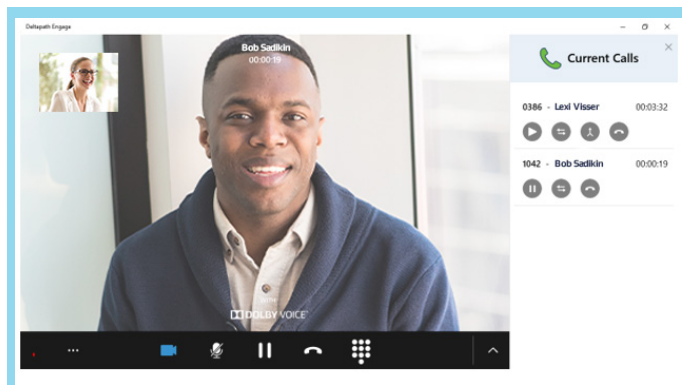 Deltapath Engage
Bob Sadikin
00:00:19
Current Calls
0386 - Lexi Visser 00:03:32
1042 - Bob Sadikin 00:00:19
DOLBY VOICE